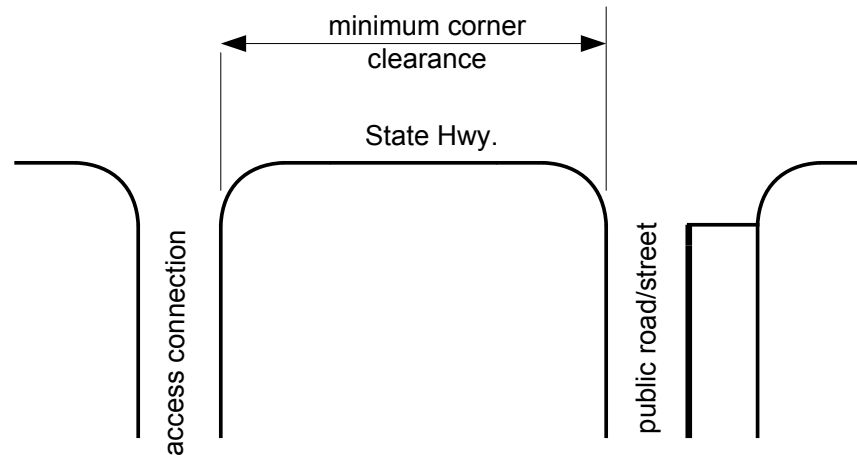 minimum corner
clearance
State Hwy.
access connection
public road/street